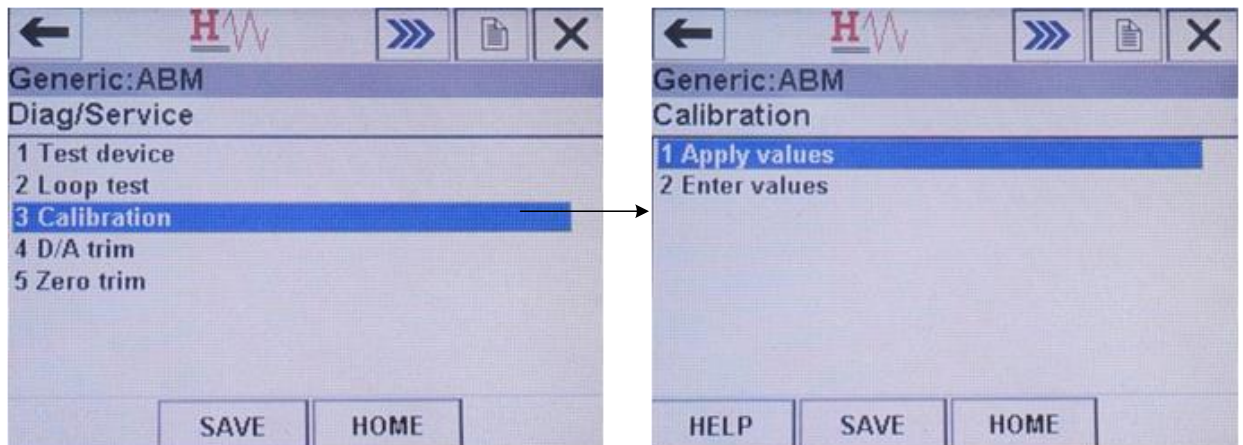 H
Generic:ABM
Diag/Service
1 Test device
2 Loop test
3 Calibration
4 D/A trim
5 Zero trim
SAVE HOME
H
Generic:ABM
Calibration
1 Apply values
2 Enter values
HELP SAVE HOME